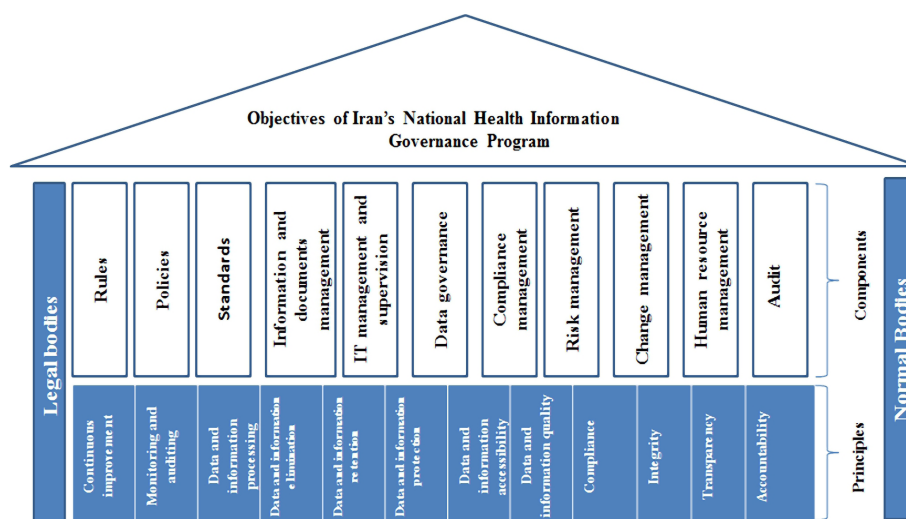 Objectives of Iran's National Health Information
Governance Program
Legal bodies
Rules
Policies
Standards
Information and
documents
management
IT management and
supervision
Data governance
Compliance
management
Risk management
Change management
Human resource
management
Audit
Components
Normal Bodies
Continuous
improvement
Monitoring and
auditing
Data and
information
processing
Data and information
elimination
Data and information
retention
Data and information
protection
Data and
information
accessibility
Data and
information quality
Compliance
Integrity
Transparency
Accountability
Principles